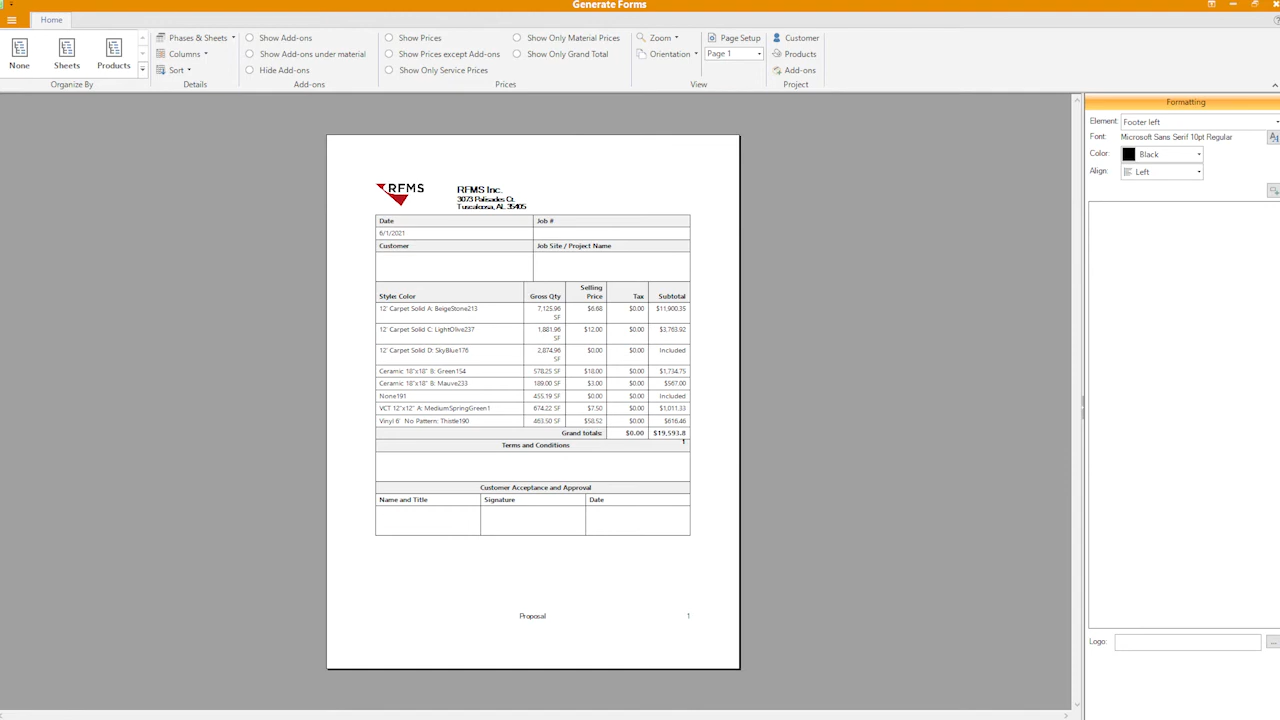 Generate Forms
Home
None
Sheets
Products
Organize By
Phases & Sheets
Columns
Sort
Details
Show Add-ons
Show Add-ons under material
Hide Add-ons
Add-ons
Show Prices
Show Prices except Add-ons
Show Only Service Prices
Show Only Material Prices
Show Only Grand Total
Prices
Zoom
Orientation
Page Setup
Page 1
View
Customer
Products
Add-ons
Project
Formatting
Element: Footer left
Font: Microsoft Sans Serif 10pt Regular
Color: Black
Align: Left
Logo:
RFMS
RFMS Inc.
3073 Palisades Ct.
Tuscaloosa, AL 35405
Date Job #
6/1/2021
Customer Job Site / Project Name
Style: Color Gross Qty Selling Price Tax Subtotal
12' Carpet Solid A: BeigeStone213 7,125.96 SF $6.68 $0.00 $11,900.35
12' Carpet Solid C: LightOlive237 1,881.96 SF $12.00 $0.00 $3,763.92
12' Carpet Solid D: SkyBlue176 2,874.96 SF $0.00 $0.00 Included
Ceramic 18"x18" B: Green154 578.25 SF $18.00 $0.00 $1,734.75
Ceramic 18"x18" B: Mauve233 189.00 SF $3.00 $0.00 $567.00
None191 455.19 SF $0.00 $0.00 Included
VCT 12"x12" A: MediumSpringGreen1 674.22 SF $7.50 $0.00 $1,011.33
Vinyl 6' No Pattern: Thistle190 463.50 SF $58.52 $0.00 $616.46
Grand totals: $0.00 $19,593.81
Terms and Conditions
Customer Acceptance and Approval
Name and Title Signature Date
Proposal 1